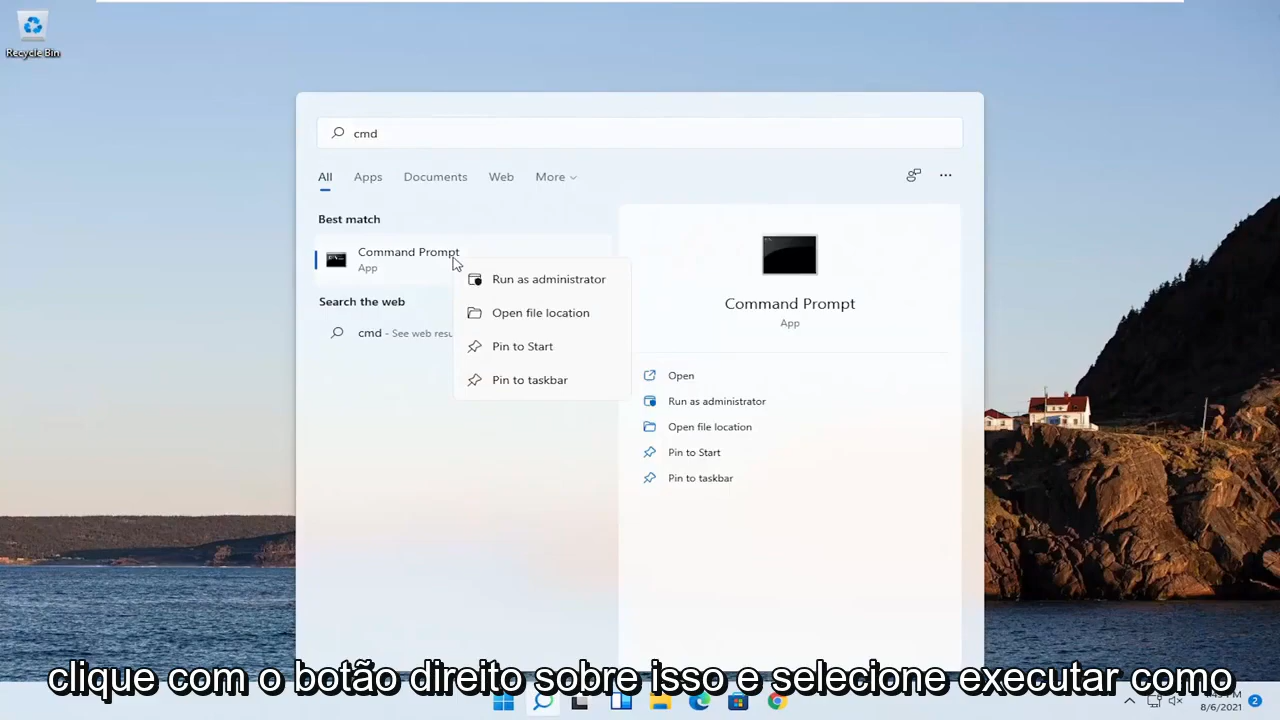 Recycle Bin
cmd
All Apps Documents Web More
Best match
Command Prompt
App
Search the web
cmd - See web resu
Run as administrator
Open file location
Pin to Start
Pin to taskbar
Command Prompt
App
Open
Run as administrator
Open file location
Pin to Start
Pin to taskbar
clique com o botão direito sobre isso e selecione executar como
8/6/2021
2